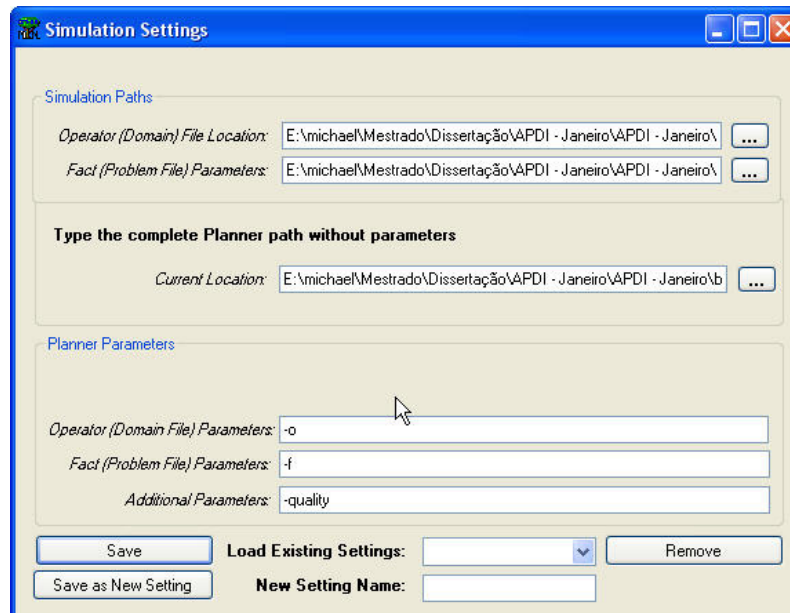 Simulation Settings
Simulation Paths
Operator (Domain) File Location: E:\michael\Mestrado\Dissertação\APDI - Janeiro\APDI - Janeiro\ ...
Fact (Problem File) Parameters: E:\michael\Mestrado\Dissertação\APDI - Janeiro\APDI - Janeiro\ ...
Type the complete Planner path without parameters
Current Location: E:\michael\Mestrado\Dissertação\APDI - Janeiro\APDI - Janeiro\b ...
Planner Parameters
Operator (Domain File) Parameters: -o
Fact (Problem File) Parameters: -f
Additional Parameters: -quality
Save Load Existing Settings: Remove
Save as New Setting New Setting Name: